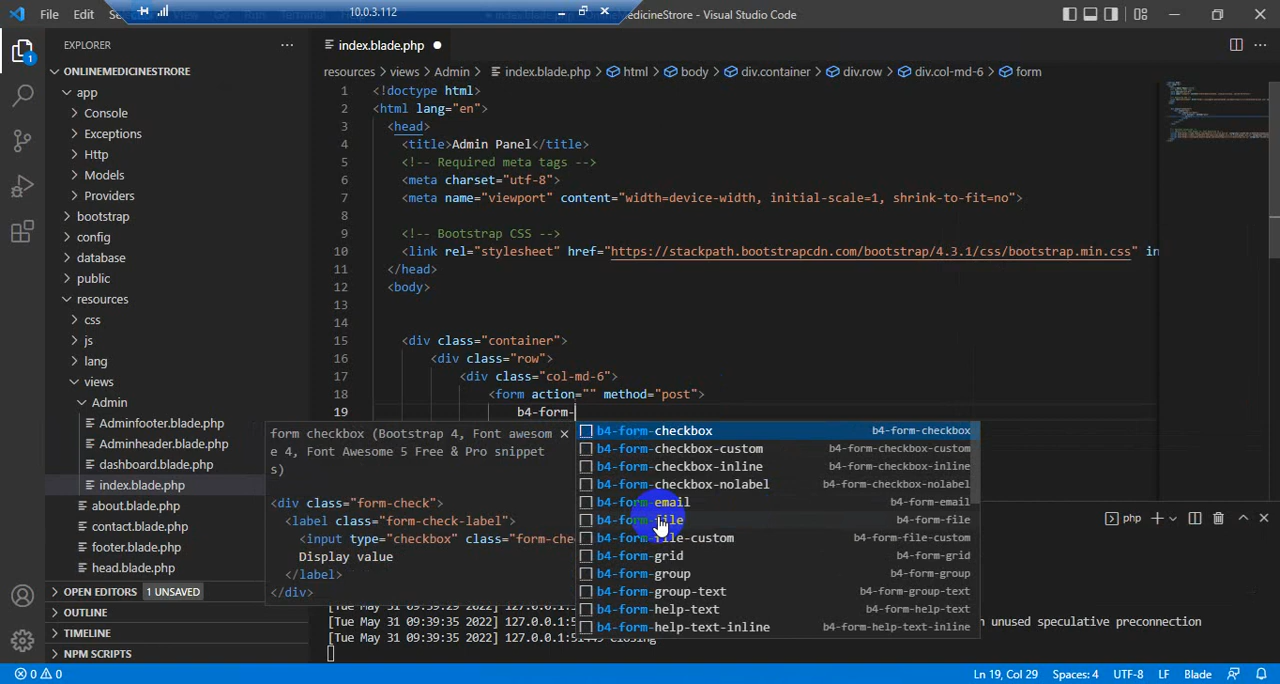 File Edit
10.0.3.112
Strore - Visual Studio Code
EXPLORER
index.blade.php
ONLINEMEDICINESTRORE
resources > views > Admin > index.blade.php > html > body > div.container > div.row > div.col-md-6 > form
app
Console
Exceptions
Http
Models
Providers
bootstrap
config
database
public
resources
css
js
lang
views
Admin
Adminfooter.blade.php
Adminheader.blade.php
dashboard.blade.php
index.blade.php
about.blade.php
contact.blade.php
footer.blade.php
head.blade.php
OPEN EDITORS 1 UNSAVED
OUTLINE
TIMELINE
NPM SCRIPTS
1 <!doctype html>
2 <html lang="en">
3 <head>
4 <title>Admin Panel</title>
5 <!-- Required meta tags -->
6 <meta charset="utf-8">
7 <meta name="viewport" content="width=device-width, initial-scale=1, shrink-to-fit=no">
8
9 <!-- Bootstrap CSS -->
10 <link rel="stylesheet" href="https://stackpath.bootstrapcdn.com/bootstrap/4.3.1/css/bootstrap.min.css" in
11 </head>
12 <body>
13
14
15 <div class="container">
16 <div class="row">
17 <div class="col-md-6">
18 <form action="" method="post">
19 b4-form-
form checkbox (Bootstrap 4, Font awesom
e 4, Font Awesome 5 Free & Pro snippet
s)
<div class="form-check">
<label class="form-check-label">
<input type="checkbox" class="form-che
Display value
</label>
</div>
b4-form-checkbox b4-form-checkbox
b4-form-checkbox-custom b4-form-checkbox-custom
b4-form-checkbox-inline b4-form-checkbox-inline
b4-form-checkbox-nolabel b4-form-checkbox-nolabel
b4-form-email b4-form-email
b4-form-file b4-form-file
b4-form-file-custom b4-form-file-custom
b4-form-grid b4-form-grid
b4-form-group b4-form-group
b4-form-group-text b4-form-group-text
b4-form-help-text b4-form-help-text
b4-form-help-text-inline b4-form-help-text-inline
php
[Tue May 31 09:39:29 2022] 127.0.0.1:
[Tue May 31 09:39:35 2022] 127.0.0.1: n unused speculative preconnection
[Tue May 31 09:39:35 2022] 127.0.0.1:51449 Closing
0 0
Ln 19, Col 29 Spaces: 4 UTF-8 LF Blade